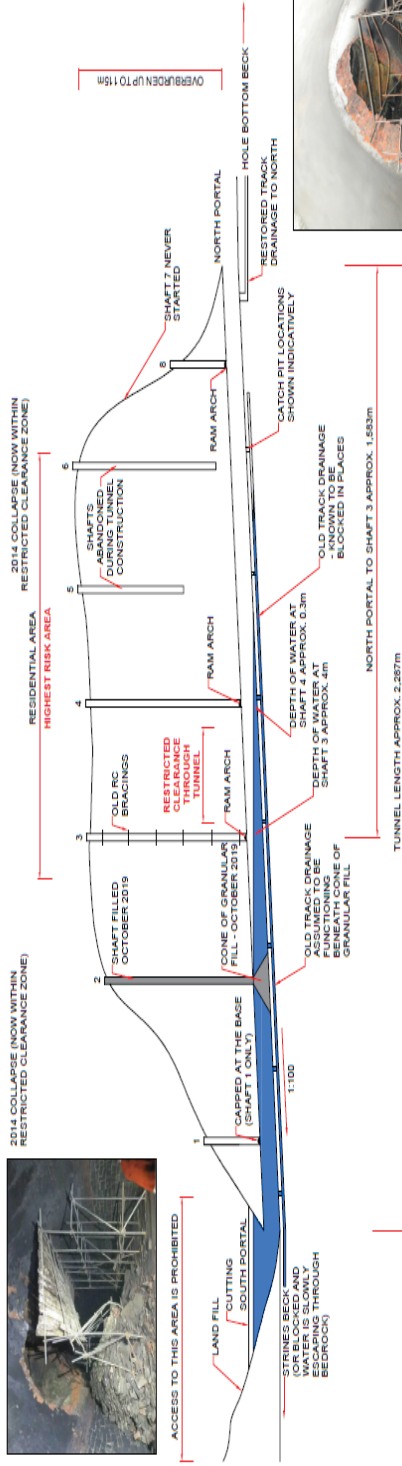 2014 COLLAPSE (NOW WITHIN
RESTRICTED CLEARANCE ZONE)
2014 COLLAPSE (NOW WITHIN
RESTRICTED CLEARANCE ZONE)
RESIDENTIAL AREA
HIGHEST RISK AREA
ACCESS TO THIS AREA IS PROHIBITED
LAND FILL
CUTTING
SOUTH PORTAL
STRINES BECK
(OR BLOCKED AND
WATER IS SLOWLY
ESCAPING THROUGH
BEDROCK)
1
CAPPED AT THE BASE
(SHAFT 1 ONLY)
1:100
2
SHAFT FILLED
OCTOBER 2019
CONE OF GRANULAR
FILL - OCTOBER 2019
OLD TRACK DRAINAGE
ASSUMED TO BE
FUNCTIONING
BENEATH CONE OF
GRANULAR FILL
3
OLD RC
BRACINGS
RESTRICTED
CLEARANCE
THROUGH
TUNNEL
RAM ARCH
DEPTH OF WATER AT
SHAFT 4 APPROX. 0.3m
DEPTH OF WATER AT
SHAFT 3 APPROX. 4m
4
RAM ARCH
5
SHAFTS
ABANDONED
DURING TUNNEL
CONSTRUCTION
6
OLD TRACK DRAINAGE
- KNOWN TO BE
BLOCKED IN PLACES
CATCH PIT LOCATIONS
SHOWN INDICATIVELY
8
RAM ARCH
SHAFT 7 NEVER
STARTED
NORTH PORTAL
RESTORED TRACK
DRAINAGE TO NORTH
HOLE BOTTOM BECK
OVERBURDEN UP TO 115m
NORTH PORTAL TO SHAFT 3 APPROX. 1,583m
TUNNEL LENGTH APPROX. 2,287m